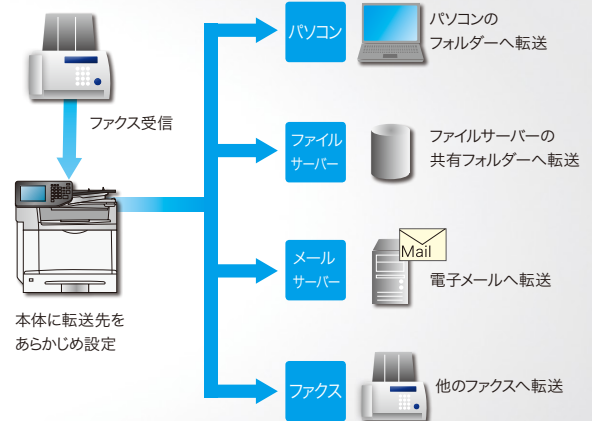 ファクス受信
本体に転送先を
あらかじめ設定
パソコン
パソコンの
フォルダーへ転送
ファイル
サーバー
ファイルサーバーの
共有フォルダーへ転送
メール
サーバー
Mail
電子メールへ転送
ファクス
他のファクスへ転送